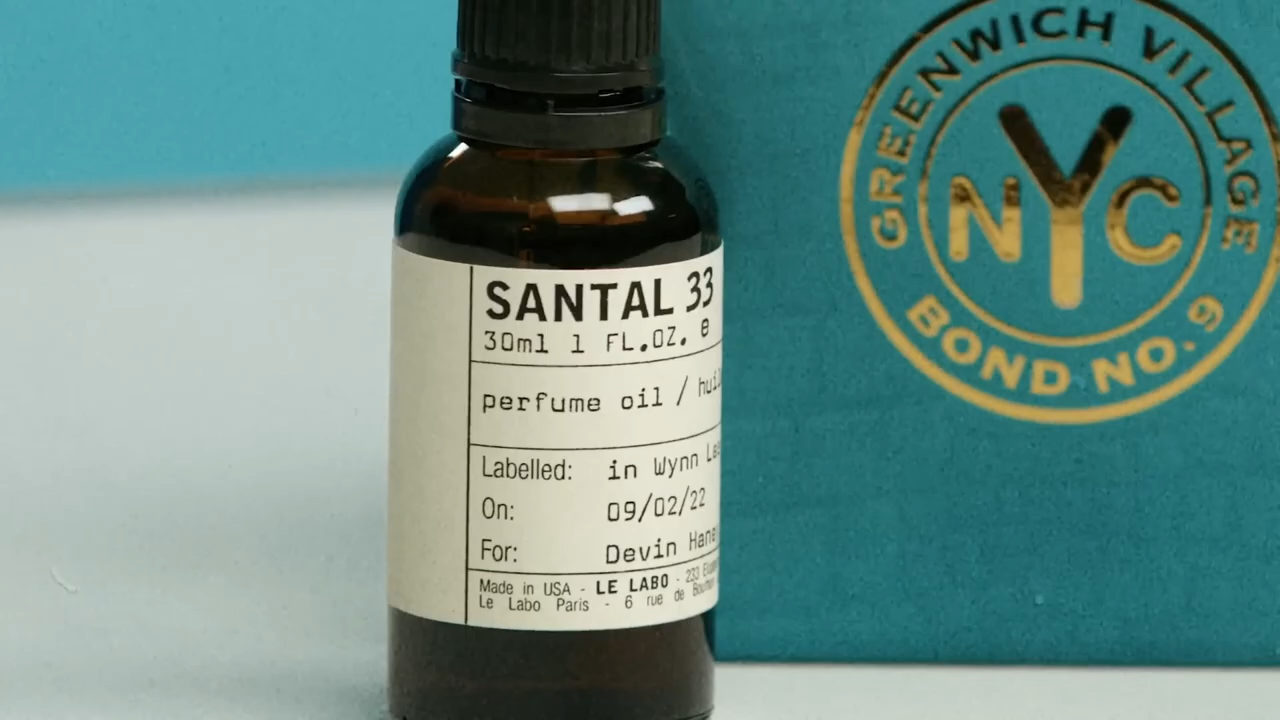 SANTAL 33
30ml 1 FL.OZ. e
perfume oil /
Labelled: in Wynn
On: 09/02/22
For: Devin
Made in USA - LE LABO - 233
Le Labo Paris - 6 rue de
GREENWICH VILLAGE
NYC
BOND NO. 9